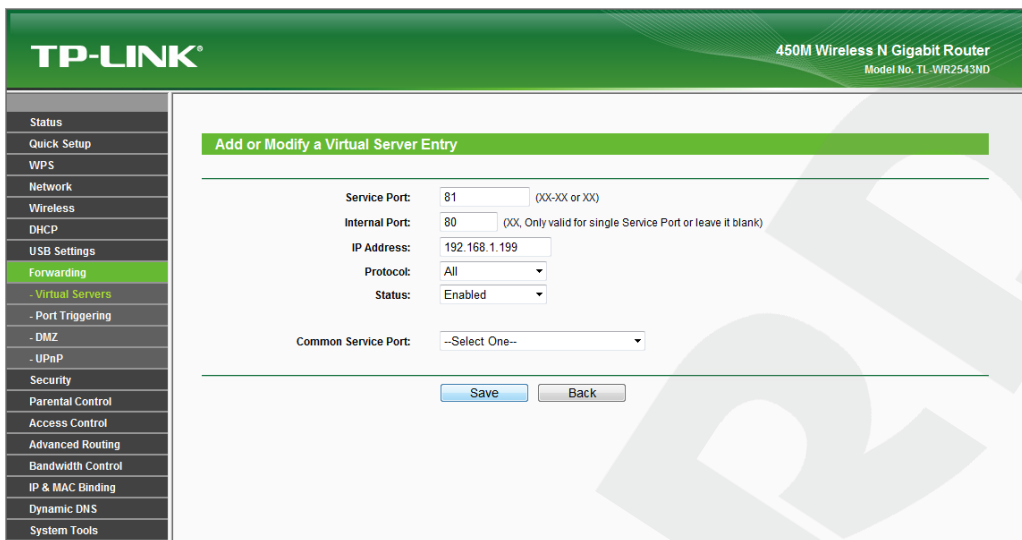 TP-LINK®
450M Wireless N Gigabit Router
Model No. TL-WR2543ND
Status
Quick Setup
WPS
Network
Wireless
DHCP
USB Settings
Forwarding
- Virtual Servers
- Port Triggering
- DMZ
- UPnP
Security
Parental Control
Access Control
Advanced Routing
Bandwidth Control
IP & MAC Binding
Dynamic DNS
System Tools
Add or Modify a Virtual Server Entry
Service Port: 81 (XX-XX or XX)
Internal Port: 80 (XX, Only valid for single Service Port or leave it blank)
IP Address: 192.168.1.199
Protocol: All
Status: Enabled
Common Service Port: --Select One--
Save Back